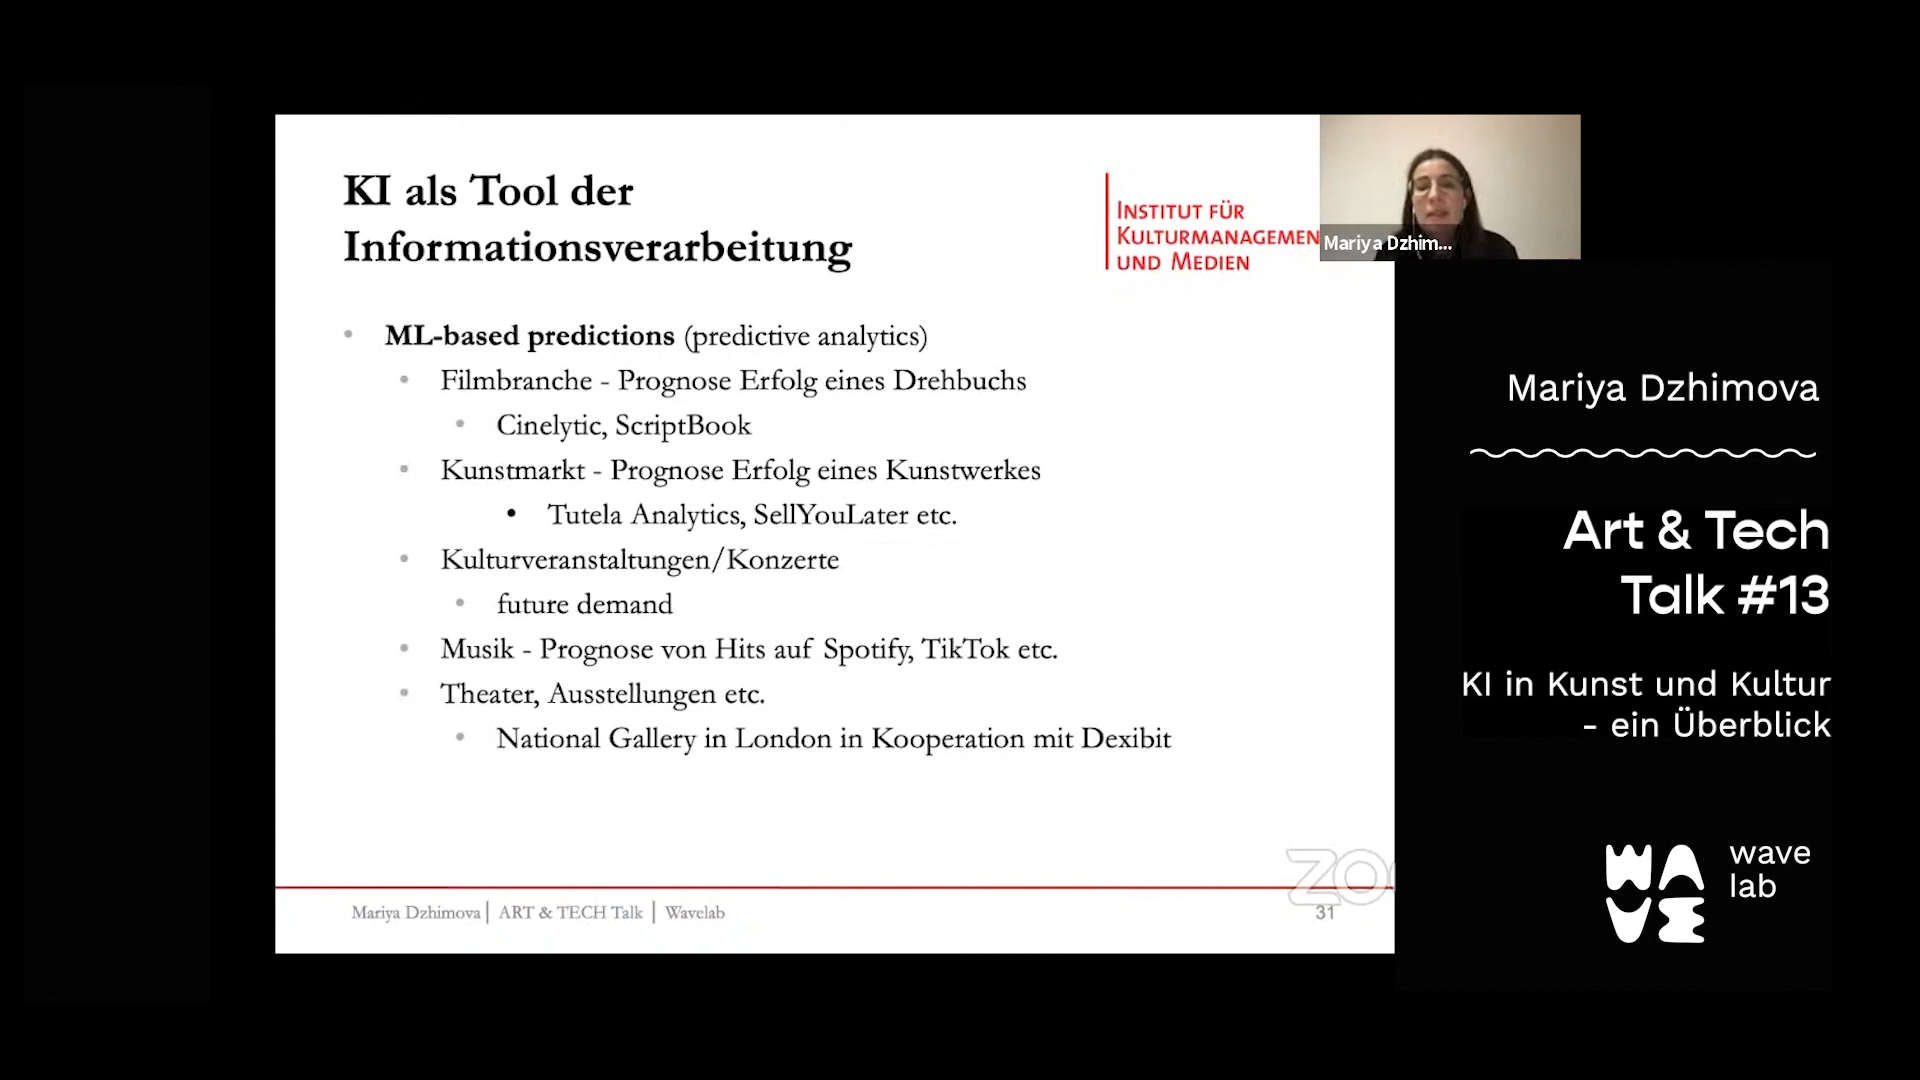 KI als Tool der
Informationsverarbeitung
INSTITUT FÜR
KULTURMANAGEMEN
UND MEDIEN
Mariya Dzhim...
• ML-based predictions (predictive analytics)
• Filmbranche - Prognose Erfolg eines Drehbuchs
• Cinelytic, ScriptBook
• Kunstmarkt - Prognose Erfolg eines Kunstwerkes
• Tutela Analytics, SellYouLater etc.
• Kulturveranstaltungen/Konzerte
• future demand
• Musik - Prognose von Hits auf Spotify, TikTok etc.
• Theater, Ausstellungen etc.
• National Gallery in London in Kooperation mit Dexibit
Mariya Dzhimova | ART & TECH Talk | Wavelab
31
ZO
Mariya Dzhimova
Art & Tech
Talk #13
KI in Kunst und Kultur
- ein Überblick
WAVE
wave
lab